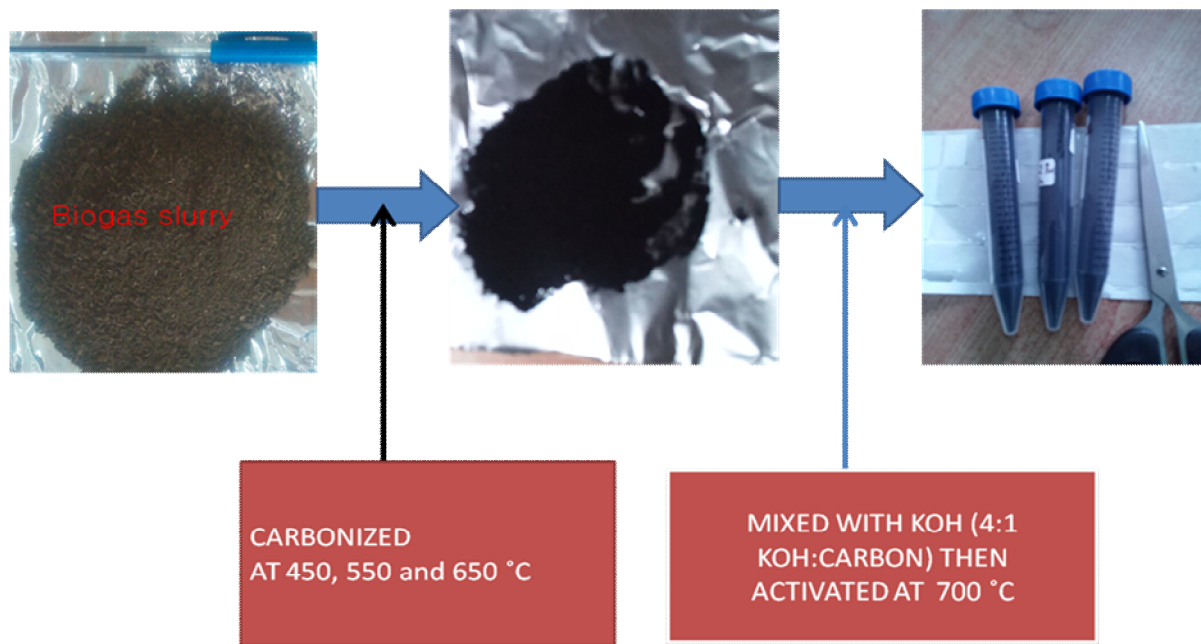 Biogas slurry
CARBONIZED
AT 450, 550 and 650 ˚C
MIXED WITH KOH (4:1
KOH:CARBON) THEN
ACTIVATED AT 700 ˚C